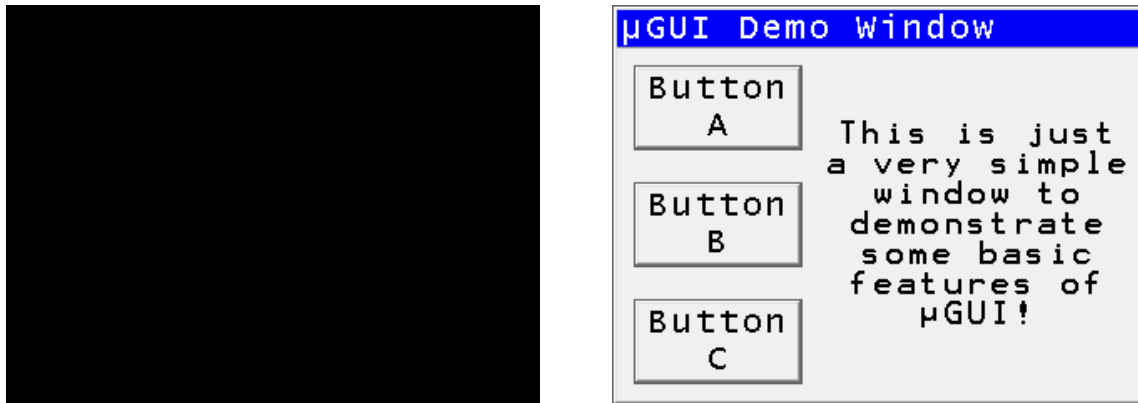 µGUI Demo Window
Button
A
Button
B
Button
C
This is just
a very simple
window to
demonstrate
some basic
features of
µGUI!